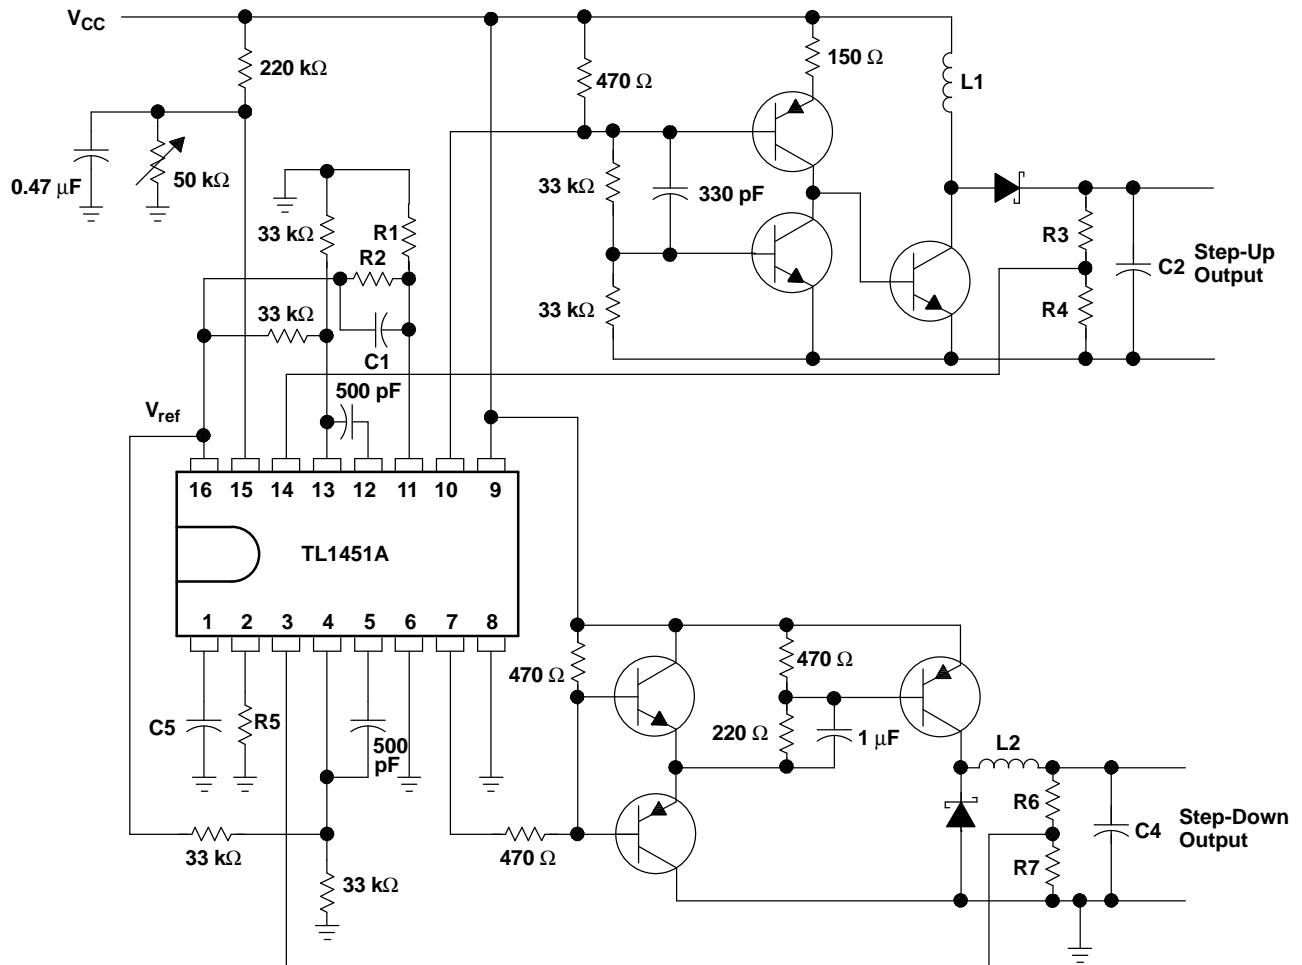 VCC
220 kΩ
0.47 µF
50 kΩ
470 Ω
150 Ω
L1
33 kΩ
R1
R2
33 kΩ
C1
500 pF
Vref
33 kΩ
330 pF
33 kΩ
R3
R4
C2
Step-Up
Output
16 15 14 13 12 11 10 9
TL1451A
1 2 3 4 5 6 7 8
C5
R5
500
pF
33 kΩ
33 kΩ
470 Ω
470 Ω
470 Ω
220 Ω
1 µF
L2
R6
R7
C4
Step-Down
Output